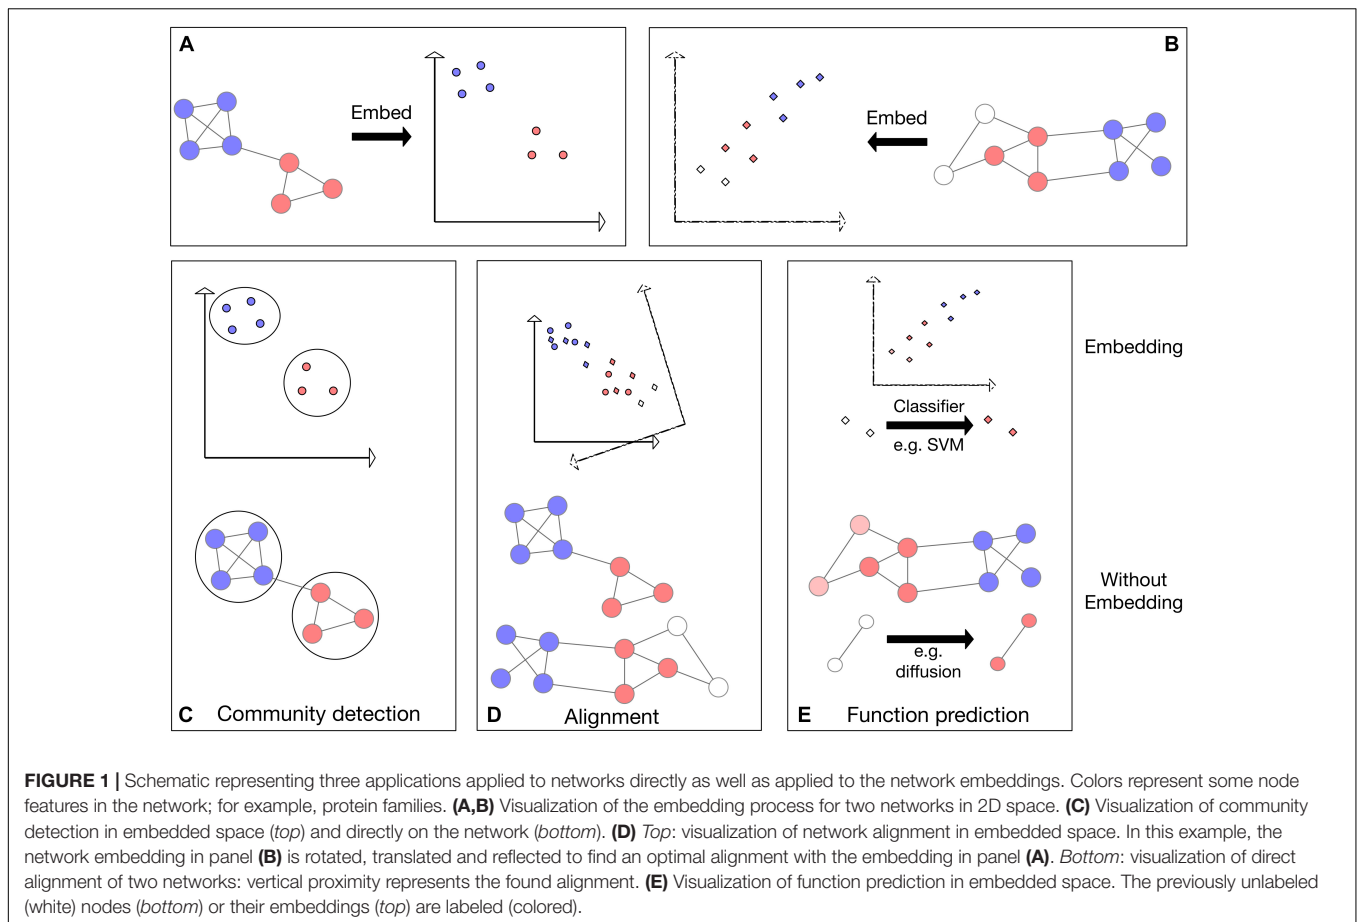 A
Embed
B
Embed
Embedding
Classifier
e.g. SVM
Without
Embedding
e.g.
diffusion
C Community detection
D Alignment
E Function prediction
FIGURE 1 | Schematic representing three applications applied to networks directly as well as applied to the network embeddings. Colors represent some node
features in the network; for example, protein families. (A,B) Visualization of the embedding process for two networks in 2D space. (C) Visualization of community
detection in embedded space (top) and directly on the network (bottom). (D) Top: visualization of network alignment in embedded space. In this example, the
network embedding in panel (B) is rotated, translated and reflected to find an optimal alignment with the embedding in panel (A). Bottom: visualization of direct
alignment of two networks: vertical proximity represents the found alignment. (E) Visualization of function prediction in embedded space. The previously unlabeled
(white) nodes (bottom) or their embeddings (top) are labeled (colored).